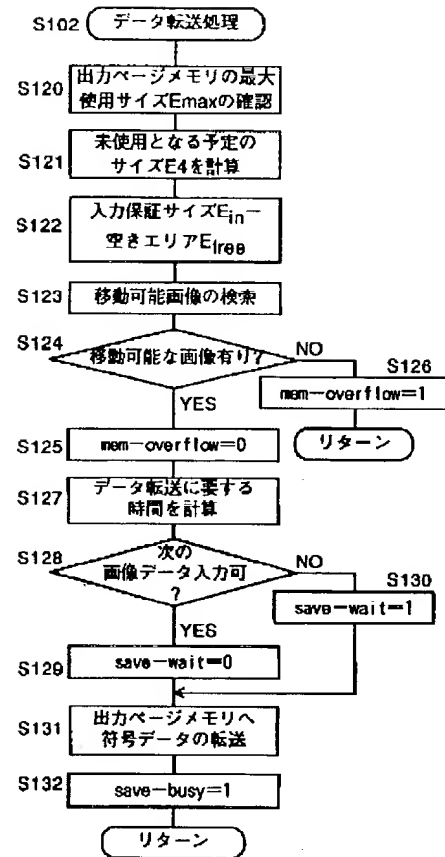 S102 データ転送処理
S120
出力ページメモリの最大
使用サイズEmaxの確認
S121
未使用となる予定の
サイズE4を計算
S122
入力保証サイズEin−
空きエリアEfree
S123 移動可能画像の検索
S124
移動可能な画像有り?
NO
YES
S126
mem−overflow=1
リターン
S125 mem−overflow=0
S127
データ転送に要する
時間を計算
S128
次の
画像データ入力可
?
NO
YES
S130
save−wait=1
S129 save−wait=0
S131
出力ページメモリへ
符号データの転送
S132 save−busy=1
リターン